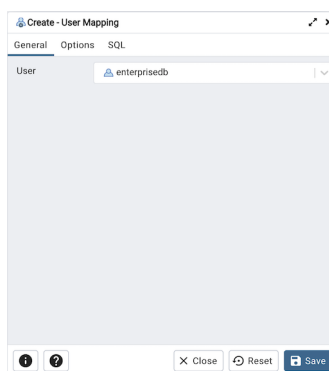 Create - User Mapping
General Options SQL
User enterprisedb
Close Reset Save